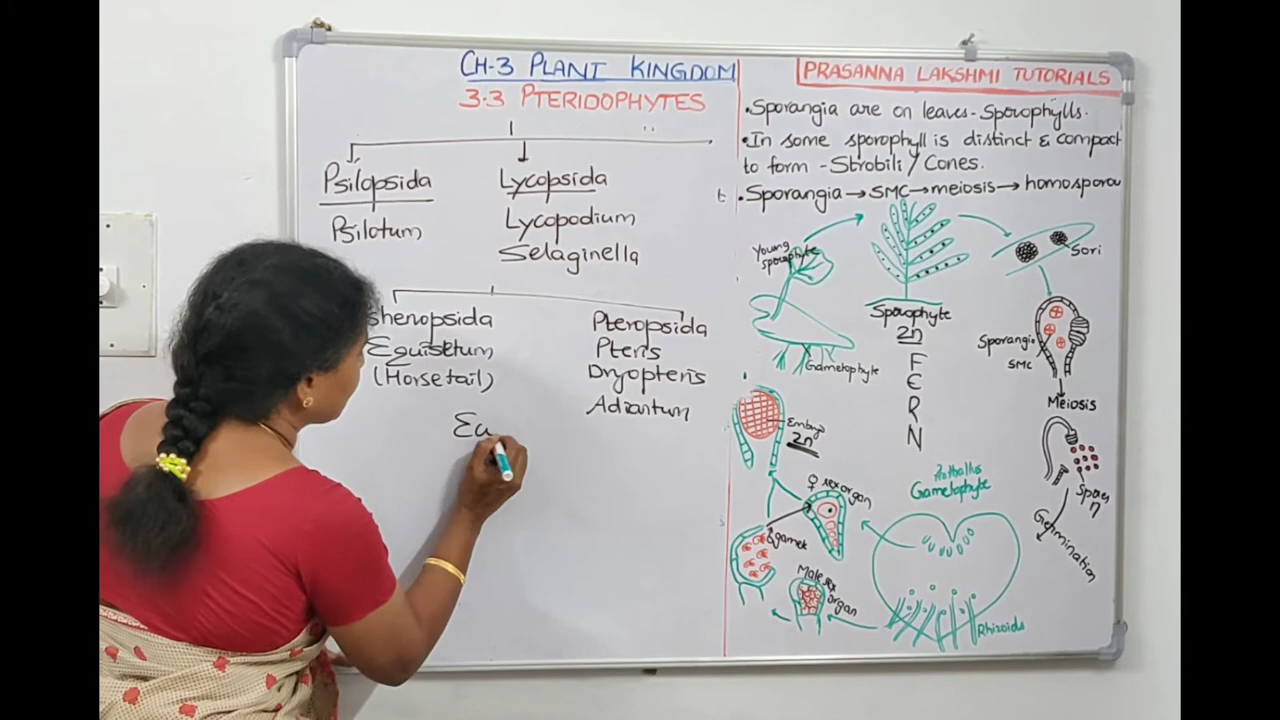 CH-3 PLANT KINGDOM
3.3 PTERIDOPHYTES
Psilopsida
Psilotum
Lycopsida
Lycopodium
Selaginella
shenopsida
Equisetum
(Horsetail)
Pteropsida
Pteris
Dryopteris
Adiantum
Eq
PRASANNA LAKSHMI TUTORIALS
•Sporangia are on leaves-Sporophylls.
•In some sporophyll is distinct & compact
to form -Strobili/Cones.
•Sporangia→SMC→meiosis→homosporou
Young
sporophyte
Gametophyte
Sporophyte
2n
F
E
R
N
Sori
Sporangia
SMC
Meiosis
Spores
n
Germination
Prothallus
Gametophyte
Rhizoids
Male sex
organ
♀ sex organ
♂gamet
Embryo
2n